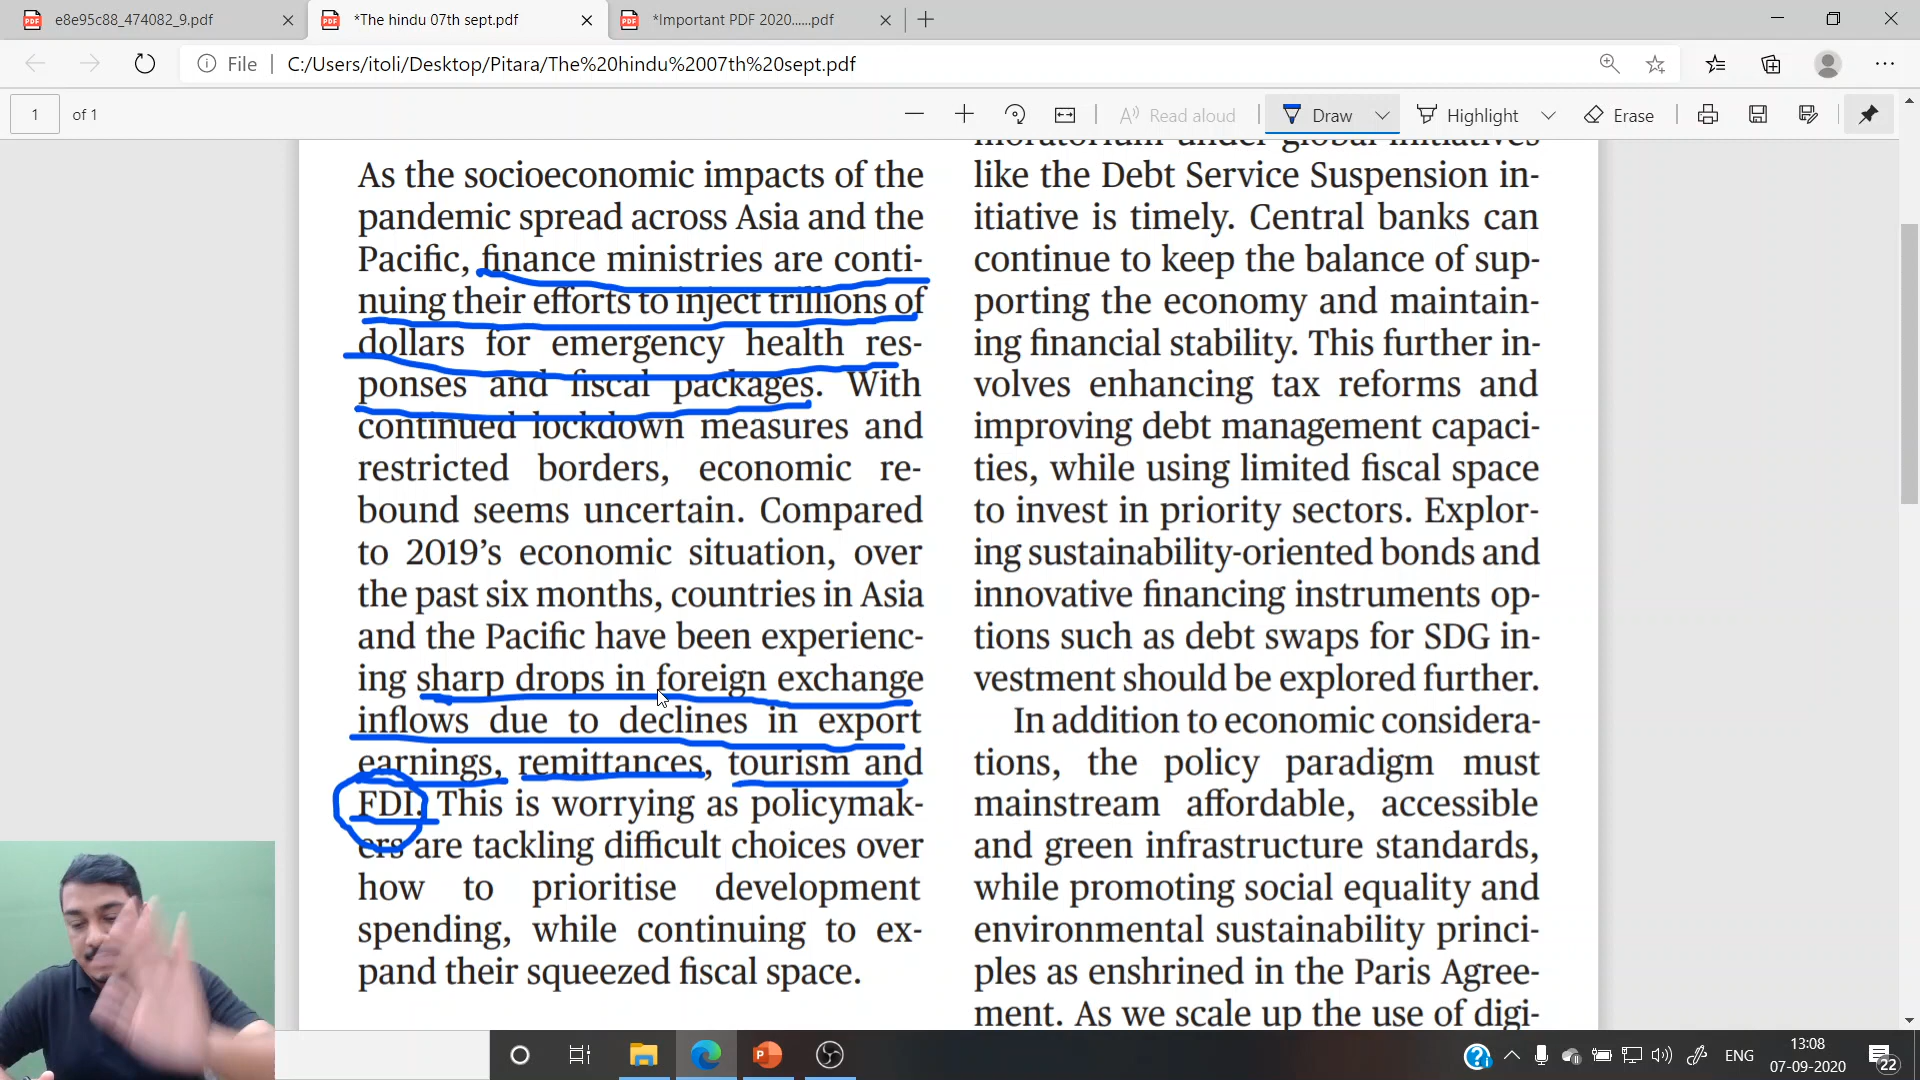 e8e95c88_474082_9.pdf
*The hindu 07th sept.pdf
*Important PDF 2020......pdf
File
C:/Users/itoli/Desktop/Pitara/The%20hindu%2007th%20sept.pdf
1 of 1
Read aloud
Draw
Highlight
Erase
As the socioeconomic impacts of the
pandemic spread across Asia and the
Pacific, finance ministries are conti-
nuing their efforts to inject trillions of
dollars for emergency health res-
ponses and fiscal packages. With
continued lockdown measures and
restricted borders, economic re-
bound seems uncertain. Compared
to 2019’s economic situation, over
the past six months, countries in Asia
and the Pacific have been experienc-
ing sharp drops in foreign exchange
inflows due to declines in export
earnings, remittances, tourism and
FDI. This is worrying as policymak-
ers are tackling difficult choices over
how to prioritise development
spending, while continuing to ex-
pand their squeezed fiscal space.
moratorium under global initiatives
like the Debt Service Suspension in-
itiative is timely. Central banks can
continue to keep the balance of sup-
porting the economy and maintain-
ing financial stability. This further in-
volves enhancing tax reforms and
improving debt management capaci-
ties, while using limited fiscal space
to invest in priority sectors. Explor-
ing sustainability-oriented bonds and
innovative financing instruments op-
tions such as debt swaps for SDG in-
vestment should be explored further.
In addition to economic considera-
tions, the policy paradigm must
mainstream affordable, accessible
and green infrastructure standards,
while promoting social equality and
environmental sustainability princi-
ples as enshrined in the Paris Agree-
ment. As we scale up the use of digi-
ENG
13:08
07-09-2020
22